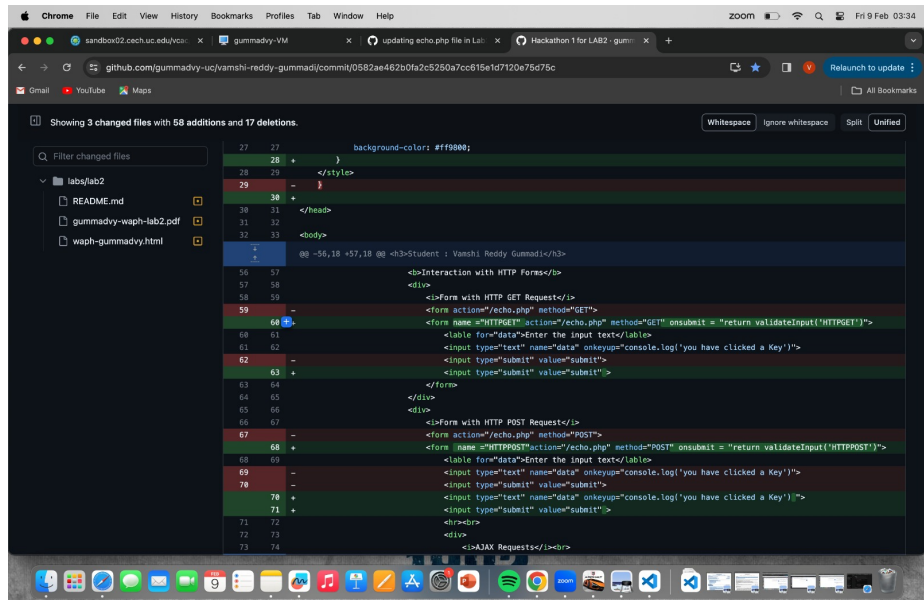 Chrome File Edit View History Bookmarks Profiles Tab Window Help
zoom
Fri 9 Feb 03:34
sandbox02.cech.uc.edu/vcac
gummadvy-VM
updating echo.php file in Lab
Hackathon 1 for LAB2 · gumm
github.com/gummadvy-uc/vamshi-reddy-gummadi/commit/0582ae462b0fa2c5250a7cc615e1d7120e75d75c
V
Relaunch to update
Gmail YouTube Maps
All Bookmarks
Showing 3 changed files with 58 additions and 17 deletions.
Whitespace Ignore whitespace Split Unified
Filter changed files
labs/lab2
README.md
gummadvy-waph-lab2.pdf
waph-gummadvy.html
27 27 background-color: #ff9800;
28 + }
28 29 </style>
29 - }
30 +
30 31 </head>
31 32
32 33 <body>
@@ -56,18 +57,18 @@ <h3>Student : Vamshi Reddy Gummadi</h3>
56 57 <b>Interaction with HTTP Forms</b>
57 58 <div>
58 59 <i>Form with HTTP GET Request</i>
59 - <form action="/echo.php" method="GET">
60 + <form name ="HTTPGET" action="/echo.php" method="GET" onsubmit = "return validateInput('HTTPGET')">
60 61 <lable for="data">Enter the input text</lable>
61 62 <input type="text" name="data" onkeyup="console.log('you have clicked a Key')">
62 - <input type="submit" value="submit">
63 + <input type="submit" value="submit" >
63 64 </form>
64 65 </div>
65 66 <div>
66 67 <i>Form with HTTP POST Request</i>
67 - <form action="/echo.php" method="POST">
68 + <form name ="HTTPPOST"action="/echo.php" method="POST" onsubmit = "return validateInput('HTTPPOST')">
68 69 <lable for="data">Enter the input text</lable>
69 - <input type="text" name="data" onkeyup="console.log('you have clicked a Key')">
70 - <input type="submit" value="submit">
70 + <input type="text" name="data" onkeyup="console.log('you have clicked a Key') ">
71 + <input type="submit" value="submit" >
71 72 <hr><br>
72 73 <div>
73 74 <i>AJAX Requests</i><br>
FEB
9
zoom